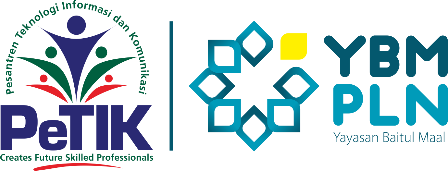 Pesantren Teknologi Informasi dan Komunikasi
PeTIK
Creates Future Skilled Professionals
YBM
PLN
Yayasan Baitul Maal